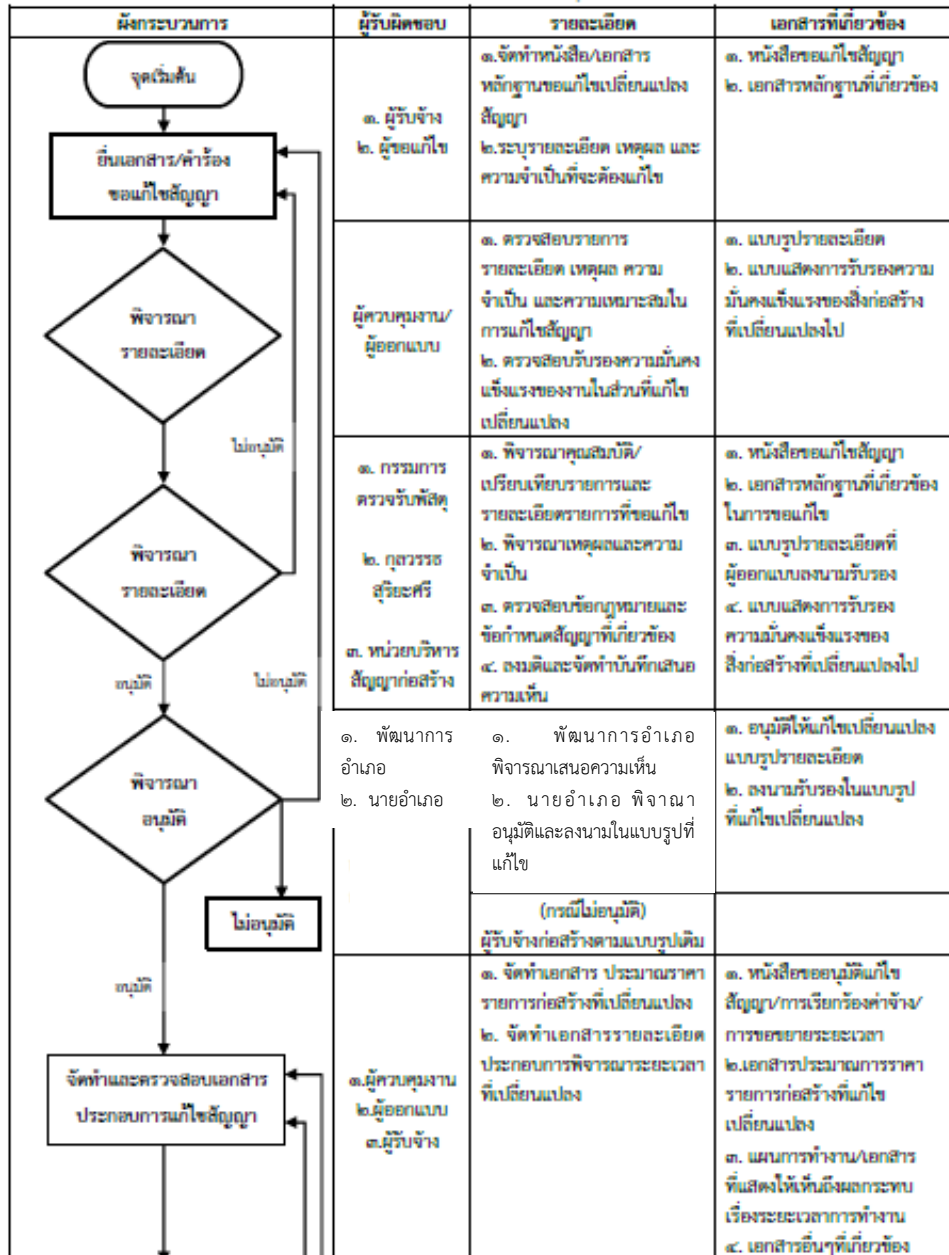 ผังกระบวนการ
ผู้รับผิดชอบ
รายละเอียด
เอกสารที่เกี่ยวข้อง
จุดเริ่มต้น
ยื่นเอกสาร/คำร้อง
ขอแก้ไขสัญญา
๑. ผู้รับจ้าง
๒. ผู้ขอแก้ไข
๑.จัดทำหนังสือ/เอกสาร
หลักฐานขอแก้ไขเปลี่ยนแปลง
สัญญา
๒.ระบุรายละเอียด เหตุผล และ
ความจำเป็นที่จะต้องแก้ไข
๑. หนังสือขอแก้ไขสัญญา
๒. เอกสารหลักฐานที่เกี่ยวข้อง
พิจารณา
รายละเอียด
ผู้ควบคุมงาน/
ผู้ออกแบบ
๑. ตรวจสอบรายการ
รายละเอียด เหตุผล ความ
จำเป็น และความเหมาะสมใน
การแก้ไขสัญญา
๒. ตรวจสอบรับรองความมั่นคง
แข็งแรงของงานในส่วนที่แก้ไข
เปลี่ยนแปลง
๑. แบบรูปรายละเอียด
๒. แบบแสดงการรับรองความ
มั่นคงแข็งแรงของสิ่งก่อสร้าง
ที่เปลี่ยนแปลงไป
ไม่อนุมัติ
พิจารณา
รายละเอียด
อนุมัติ
ไม่อนุมัติ
๑. กรรมการ
ตรวจรับพัสดุ
๒. กุลวรรธ
สุริยะศรี
๓. หน่วยบริหาร
สัญญาก่อสร้าง
๑. พิจารณาคุณสมบัติ/
เปรียบเทียบรายการและ
รายละเอียดรายการที่ขอแก้ไข
๒. พิจารณาเหตุผลและความ
จำเป็น
๓. ตรวจสอบข้อกฎหมายและ
ข้อกำหนดสัญญาที่เกี่ยวข้อง
๔. ลงมติและจัดทำบันทึกเสนอ
ความเห็น
๑. หนังสือขอแก้ไขสัญญา
๒. เอกสารหลักฐานที่เกี่ยวข้อง
ในการขอแก้ไข
๓. แบบรูปรายละเอียดที่
ผู้ออกแบบลงนามรับรอง
๔. แบบแสดงการรับรอง
ความมั่นคงแข็งแรงของ
สิ่งก่อสร้างที่เปลี่ยนแปลงไป
พิจารณา
อนุมัติ
ไม่อนุมัติ
๑. พัฒนาการ
อำเภอ
๒. นายอำเภอ
๑. พัฒนาการอำเภอ
พิจารณาเสนอความเห็น
๒. นายอำเภอ พิจาณา
อนุมัติและลงนามในแบบรูปที่
แก้ไข
๑. อนุมัติให้แก้ไขเปลี่ยนแปลง
แบบรูปรายละเอียด
๒. ลงนามรับรองในแบบรูป
ที่แก้ไขเปลี่ยนแปลง
(กรณีไม่อนุมัติ)
ผู้รับจ้างก่อสร้างตามแบบรูปเดิม
อนุมัติ
จัดทำและตรวจสอบเอกสาร
ประกอบการแก้ไขสัญญา
๑.ผู้ควบคุมงาน
๒.ผู้ออกแบบ
๓.ผู้รับจ้าง
๑. จัดทำเอกสาร ประมาณราคา
รายการก่อสร้างที่เปลี่ยนแปลง
๒. จัดทำเอกสารรายละเอียด
ประกอบการพิจารณาระยะเวลา
ที่เปลี่ยนแปลง
๑. หนังสือขออนุมัติแก้ไข
สัญญา/การเรียกร้องค่าจ้าง/
การขอขยายระยะเวลา
๒.เอกสารประมาณการราคา
รายการก่อสร้างที่แก้ไข
เปลี่ยนแปลง
๓. แผนการทำงาน/เอกสาร
ที่แสดงให้เห็นถึงผลกระทบ
เรื่องระยะเวลาการทำงาน
๔. เอกสารอื่นๆที่เกี่ยวข้อง